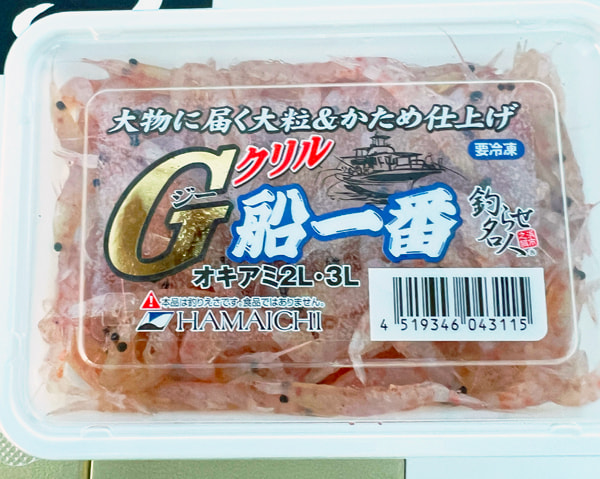 大物に届く大粒&かため仕上げ
Gクリル
ジー
要冷凍
船一番
釣らせ名人
オキアミ2L・3L
本品は釣りえさです。食品ではありません。
HAMAICHI
4 519346 043115